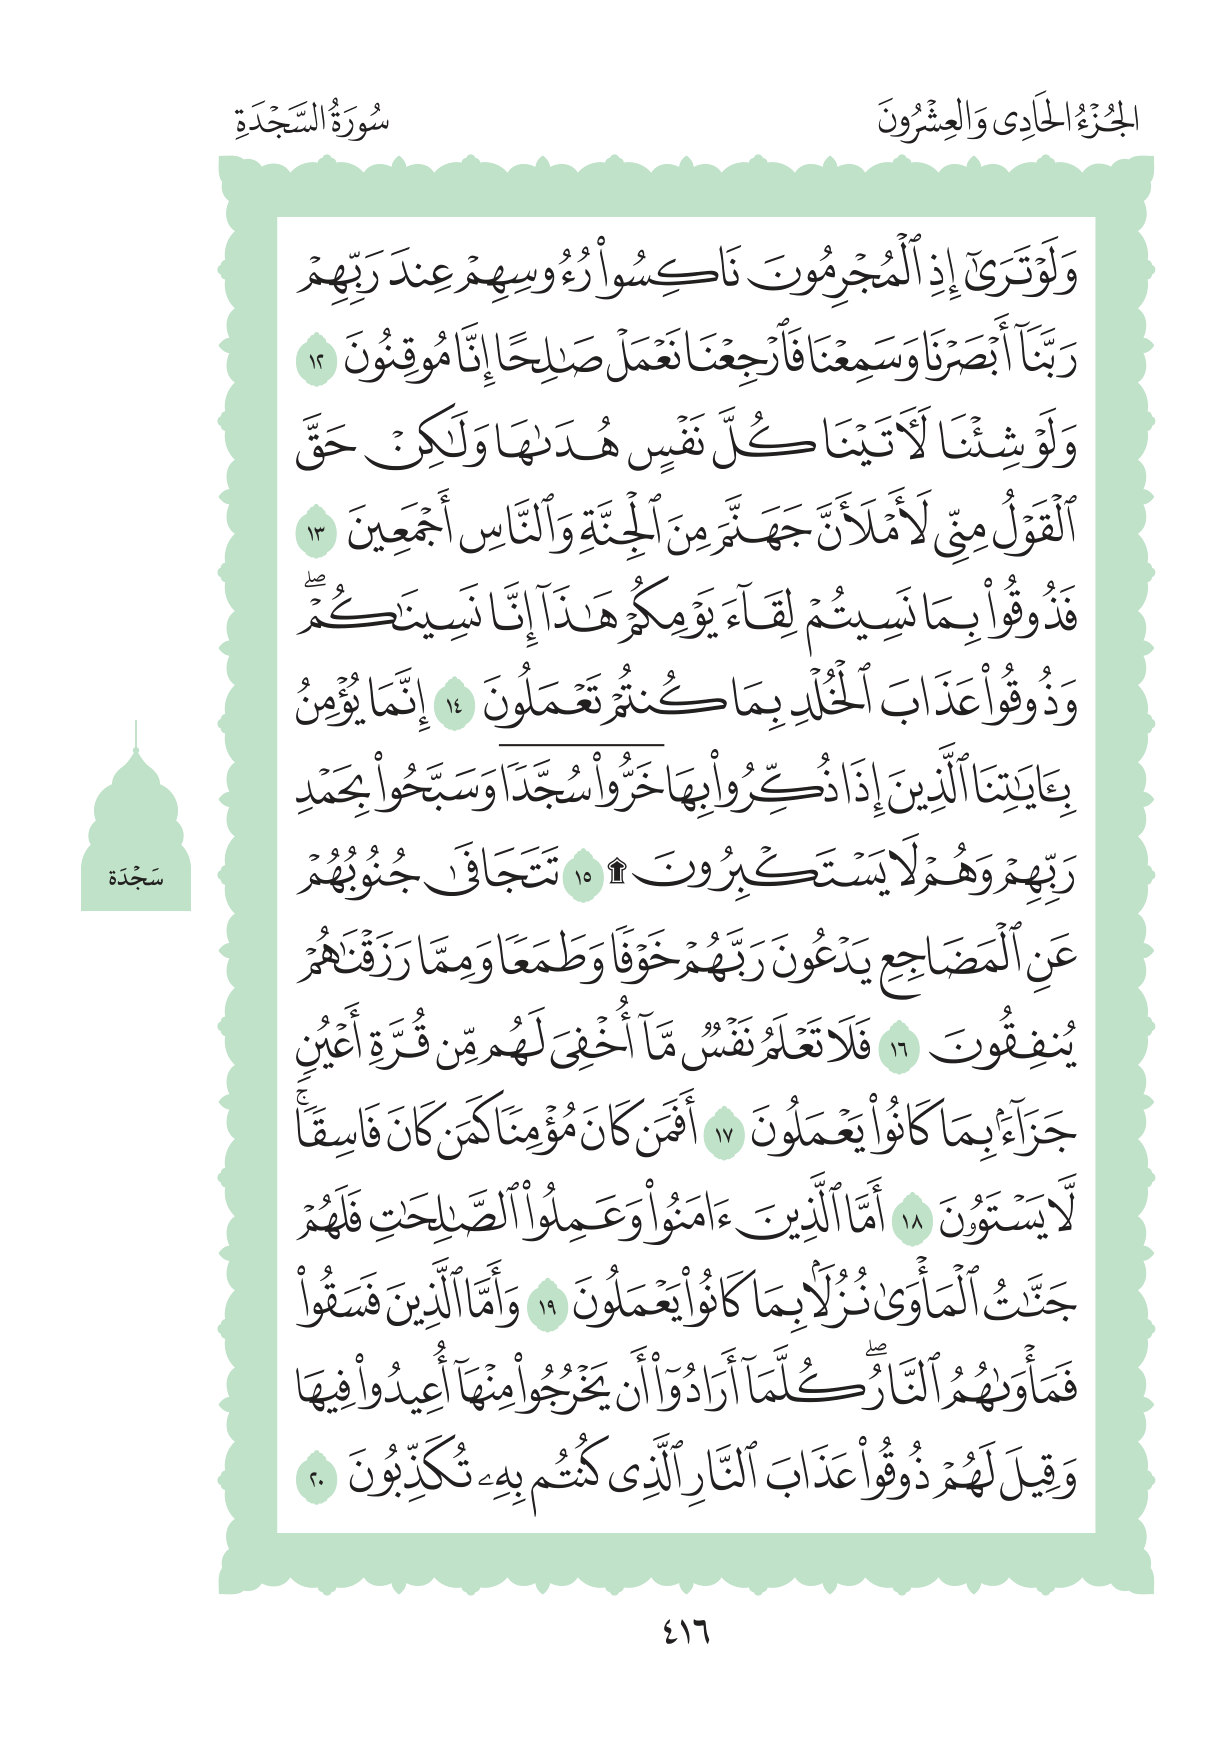 الجُزْءُ الحَادِى وَالعِشْرُونَ
سُورَةُ السَّجْدَةِ
وَلَوْ تَرَىٰٓ إِذِ ٱلْمُجْرِمُونَ نَاكِسُوا۟ رُءُوسِهِمْ عِندَ رَبِّهِمْ
رَبَّنَآ أَبْصَرْنَا وَسَمِعْنَا فَٱرْجِعْنَا نَعْمَلْ صَـٰلِحًا إِنَّا مُوقِنُونَ ١٢
وَلَوْ شِئْنَا لَـَٔاتَيْنَا كُلَّ نَفْسٍ هُدَىٰهَا وَلَـٰكِنْ حَقَّ
ٱلْقَوْلُ مِنِّى لَأَمْلَأَنَّ جَهَنَّمَ مِنَ ٱلْجِنَّةِ وَٱلنَّاسِ أَجْمَعِينَ ١٣
فَذُوقُوا۟ بِمَا نَسِيتُمْ لِقَآءَ يَوْمِكُمْ هَـٰذَآ إِنَّا نَسِينَـٰكُمْ ۖ
وَذُوقُوا۟ عَذَابَ ٱلْخُلْدِ بِمَا كُنتُمْ تَعْمَلُونَ ١٤ إِنَّمَا يُؤْمِنُ
بِـَٔايَـٰتِنَا ٱلَّذِينَ إِذَا ذُكِّرُوا۟ بِهَا خَرُّوا۟ سُجَّدًا وَسَبَّحُوا۟ بِحَمْدِ
رَبِّهِمْ وَهُمْ لَا يَسْتَكْبِرُونَ ۩ ١٥ تَتَجَافَىٰ جُنُوبُهُمْ
سَجْدَة
عَنِ ٱلْمَضَاجِعِ يَدْعُونَ رَبَّهُمْ خَوْفًا وَطَمَعًا وَمِمَّا رَزَقْنَـٰهُمْ
يُنفِقُونَ ١٦ فَلَا تَعْلَمُ نَفْسٌ مَّآ أُخْفِىَ لَهُم مِّن قُرَّةِ أَعْيُنٍ
جَزَآءًۢ بِمَا كَانُوا۟ يَعْمَلُونَ ١٧ أَفَمَن كَانَ مُؤْمِنًا كَمَن كَانَ فَاسِقًا ۚ
لَّا يَسْتَوُۥنَ ١٨ أَمَّا ٱلَّذِينَ ءَامَنُوا۟ وَعَمِلُوا۟ ٱلصَّـٰلِحَـٰتِ فَلَهُمْ
جَنَّـٰتُ ٱلْمَأْوَىٰ نُزُلًۢا بِمَا كَانُوا۟ يَعْمَلُونَ ١٩ وَأَمَّا ٱلَّذِينَ فَسَقُوا۟
فَمَأْوَىٰهُمُ ٱلنَّارُ ۖ كُلَّمَآ أَرَادُوٓا۟ أَن يَخْرُجُوا۟ مِنْهَآ أُعِيدُوا۟ فِيهَا
وَقِيلَ لَهُمْ ذُوقُوا۟ عَذَابَ ٱلنَّارِ ٱلَّذِى كُنتُم بِهِۦ تُكَذِّبُونَ ٢٠
٤١٦